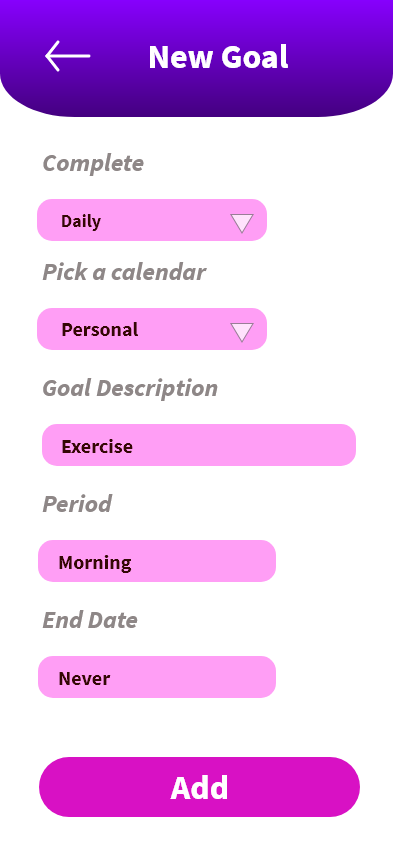 New Goal
Complete
Daily
Pick a calendar
Personal
Goal Description
Exercise
Period
Morning
End Date
Never
Add